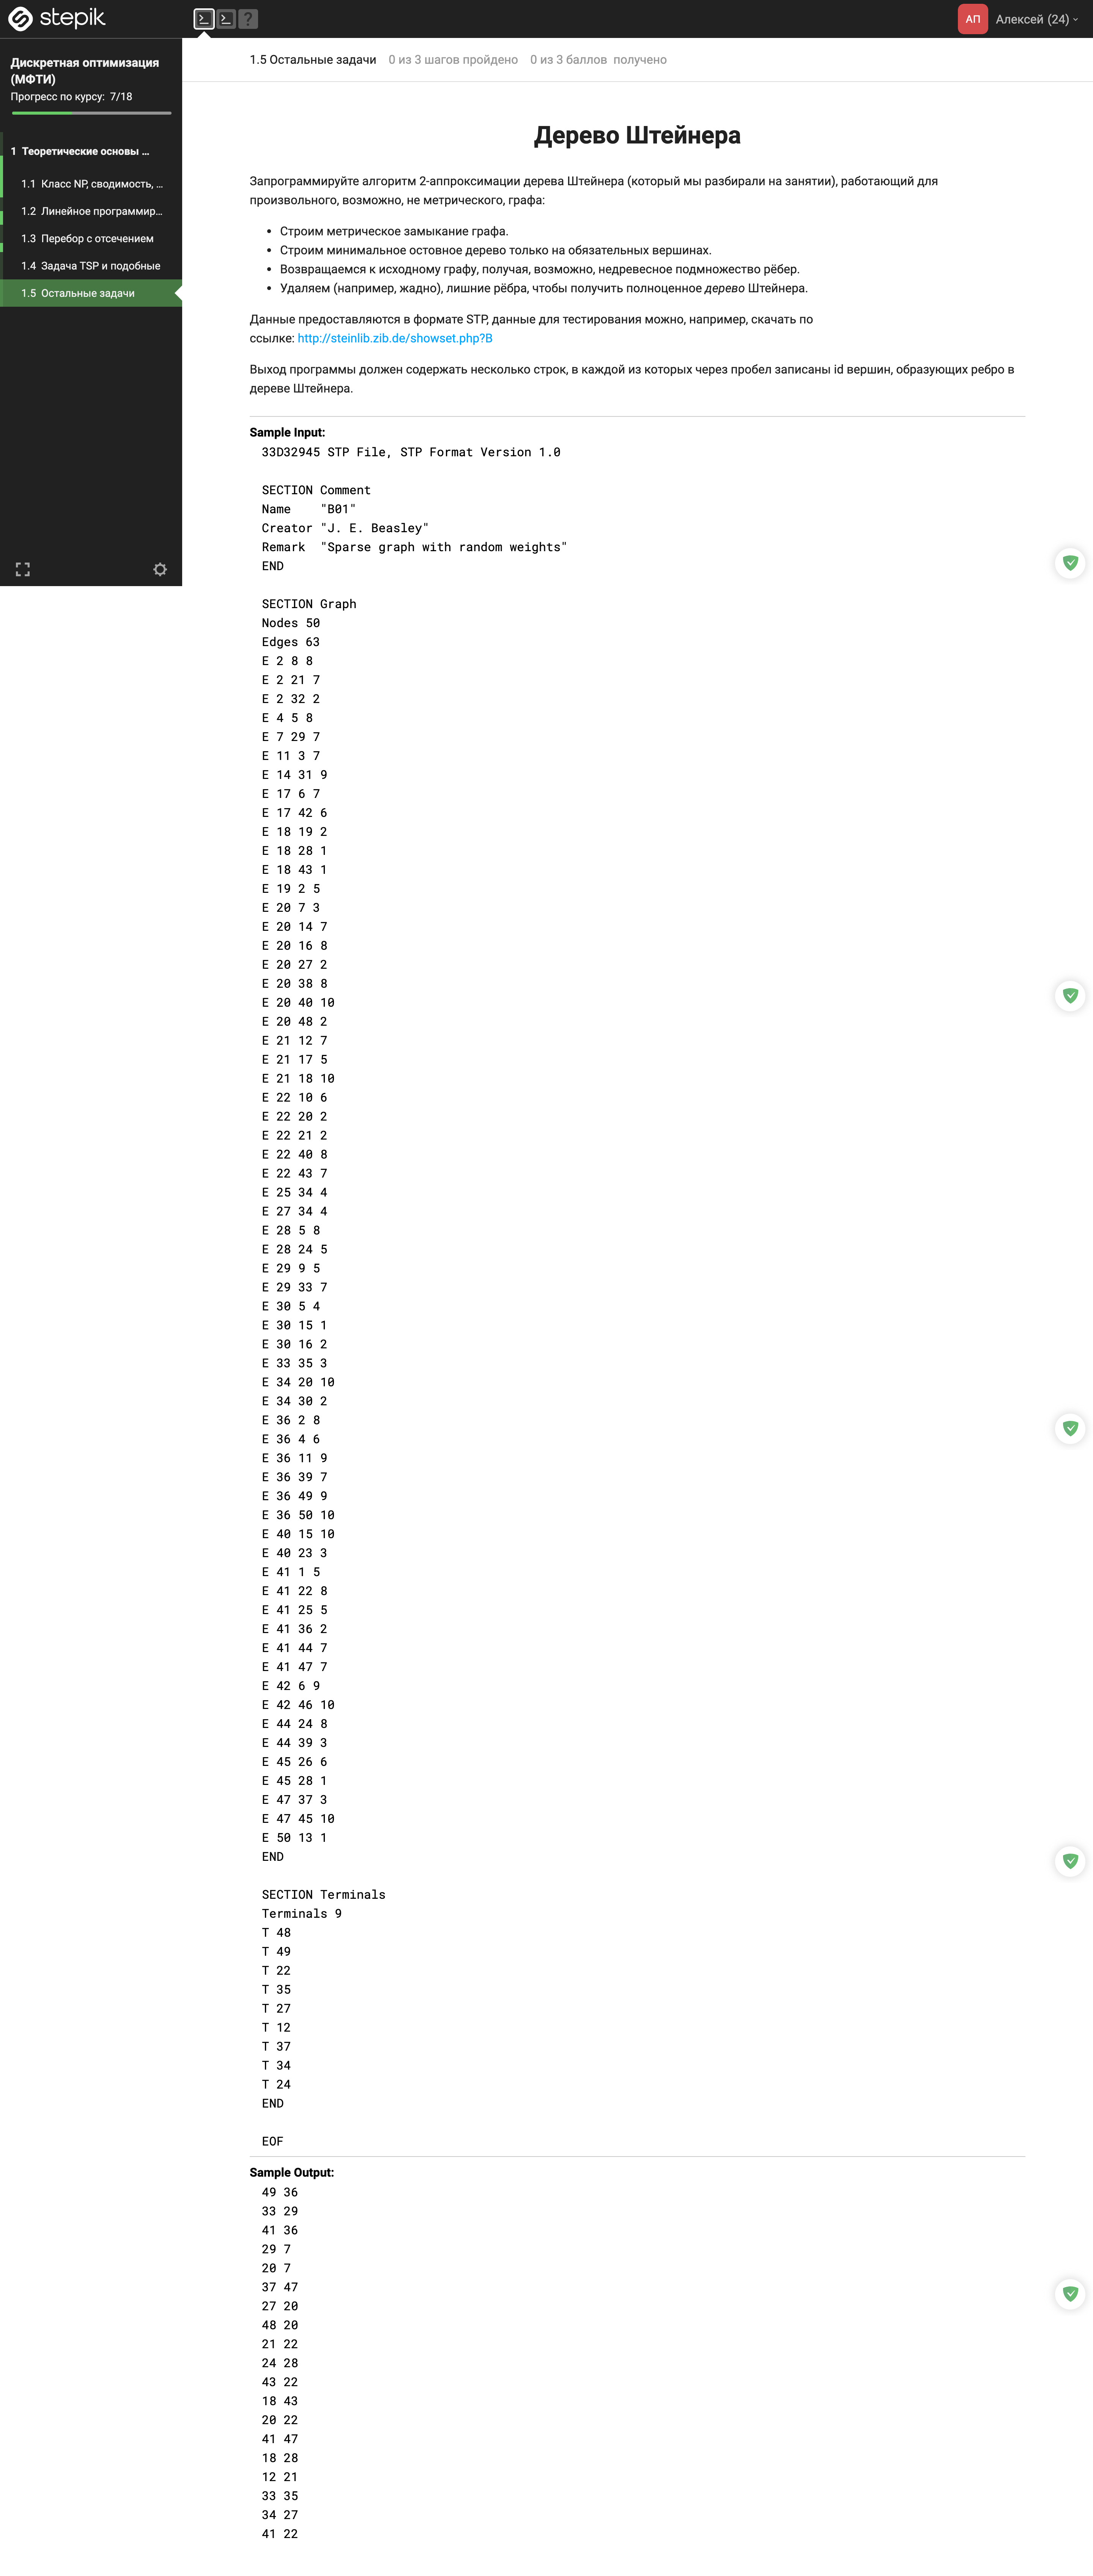 stepik
АП
Алексей (24)
Дискретная оптимизация
(МФТИ)
Прогресс по курсу: 7/18
1 Теоретические основы ...
1.1 Класс NP, сводимость, ...
1.2 Линейное программир...
1.3 Перебор с отсечением
1.4 Задача TSP и подобные
1.5 Остальные задачи
1.5 Остальные задачи 0 из 3 шагов пройдено 0 из 3 баллов получено
Дерево Штейнера
Запрограммируйте алгоритм 2-аппроксимации дерева Штейнера (который мы разбирали на занятии), работающий для
произвольного, возможно, не метрического, графа:
• Строим метрическое замыкание графа.
• Строим минимальное остовное дерево только на обязательных вершинах.
• Возвращаемся к исходному графу, получая, возможно, недревесное подмножество рёбер.
• Удаляем (например, жадно), лишние рёбра, чтобы получить полноценное дерево Штейнера.
Данные предоставляются в формате STP, данные для тестирования можно, например, скачать по
ссылке: http://steinlib.zib.de/showset.php?B
Выход программы должен содержать несколько строк, в каждой из которых через пробел записаны id вершин, образующих ребро в
дереве Штейнера.
Sample Input:
33D32945 STP File, STP Format Version 1.0
SECTION Comment
Name "B01"
Creator "J. E. Beasley"
Remark "Sparse graph with random weights"
END
SECTION Graph
Nodes 50
Edges 63
E 2 8 8
E 2 21 7
E 2 32 2
E 4 5 8
E 7 29 7
E 11 3 7
E 14 31 9
E 17 6 7
E 17 42 6
E 18 19 2
E 18 28 1
E 18 43 1
E 19 2 5
E 20 7 3
E 20 14 7
E 20 16 8
E 20 27 2
E 20 38 8
E 20 40 10
E 20 48 2
E 21 12 7
E 21 17 5
E 21 18 10
E 22 10 6
E 22 20 2
E 22 21 2
E 22 40 8
E 22 43 7
E 25 34 4
E 27 34 4
E 28 5 8
E 28 24 5
E 29 9 5
E 29 33 7
E 30 5 4
E 30 15 1
E 30 16 2
E 33 35 3
E 34 20 10
E 34 30 2
E 36 2 8
E 36 4 6
E 36 11 9
E 36 39 7
E 36 49 9
E 36 50 10
E 40 15 10
E 40 23 3
E 41 1 5
E 41 22 8
E 41 25 5
E 41 36 2
E 41 44 7
E 41 47 7
E 42 6 9
E 42 46 10
E 44 24 8
E 44 39 3
E 45 26 6
E 45 28 1
E 47 37 3
E 47 45 10
E 50 13 1
END
SECTION Terminals
Terminals 9
T 48
T 49
T 22
T 35
T 27
T 12
T 37
T 34
T 24
END
EOF
Sample Output:
49 36
33 29
41 36
29 7
20 7
37 47
27 20
48 20
21 22
24 28
43 22
18 43
20 22
41 47
18 28
12 21
33 35
34 27
41 22